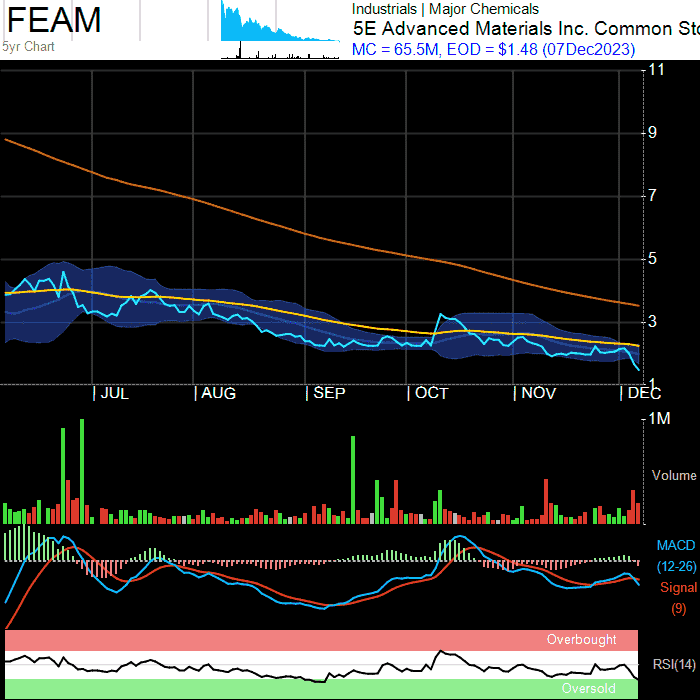 FEAM
5yr Chart
Industrials | Major Chemicals
5E Advanced Materials Inc. Common Sto
MC = 65.5M, EOD = $1.48 (07Dec2023)
11
9
7
5
3
1
JUL AUG SEP OCT NOV DEC
1M
Volume
MACD
(12-26)
Signal
(9)
Overbought
RSI(14)
Oversold